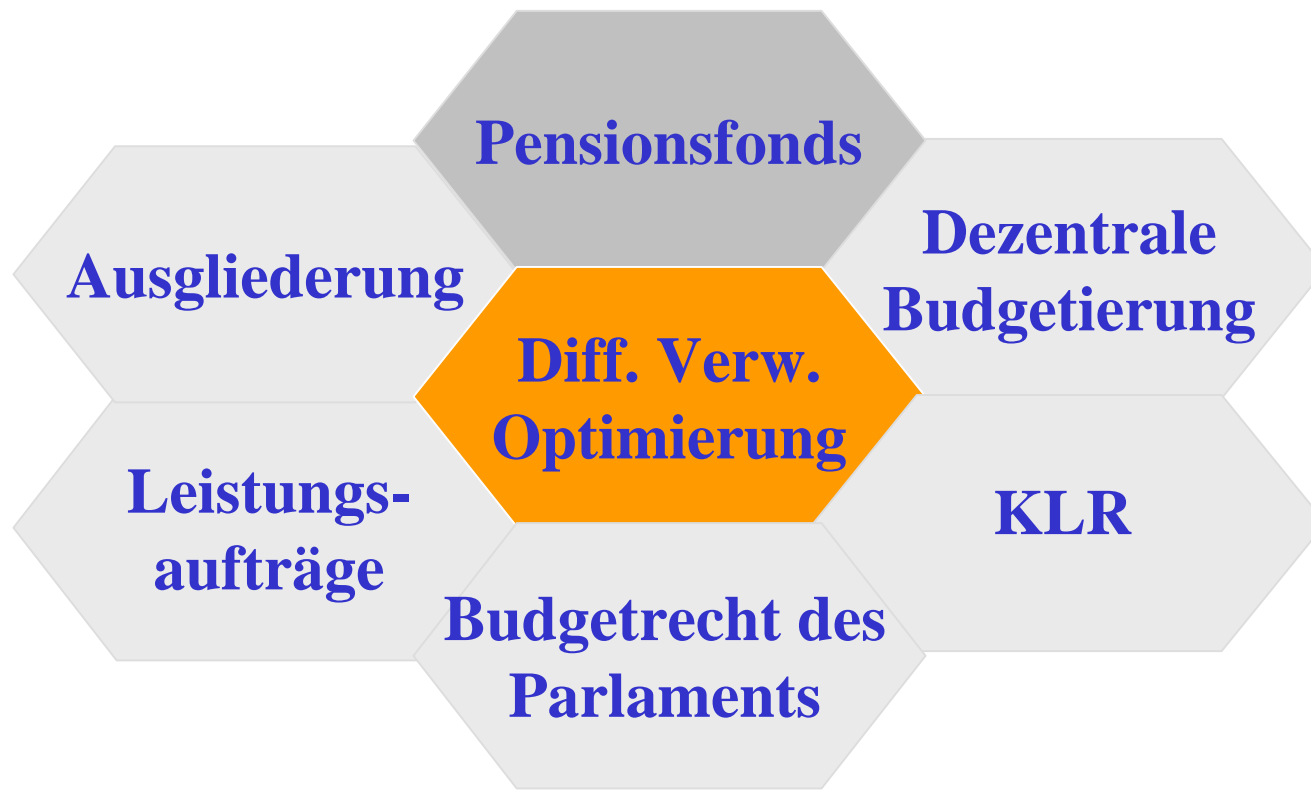 Pensionsfonds
Ausgliederung
Dezentrale
Budgetierung
Diff. Verw.
Optimierung
Leistungs-
aufträge
KLR
Budgetrecht des
Parlaments